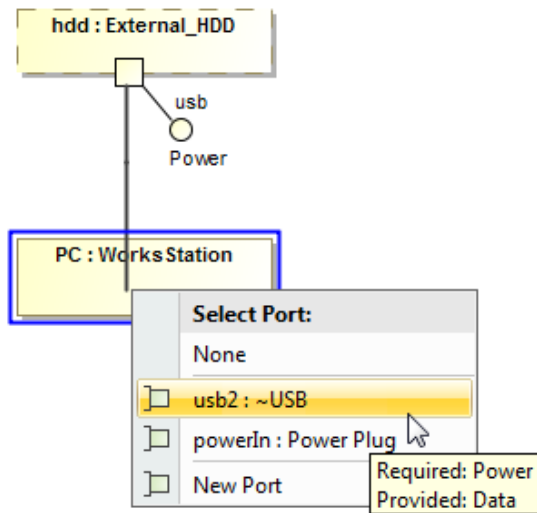 hdd : External_HDD
usb
Power
PC : WorksStation
Select Port:
None
usb2 : ~USB
powerIn : Power Plug
New Port
Required: Power
Provided: Data